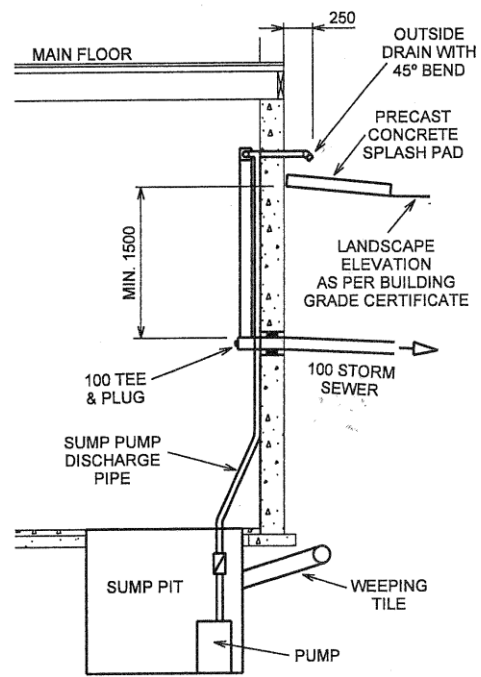 250
OUTSIDE
DRAIN WITH
45º BEND
MAIN FLOOR
PRECAST
CONCRETE
SPLASH PAD
MIN. 1500
LANDSCAPE
ELEVATION
AS PER BUILDING
GRADE CERTIFICATE
100 TEE
& PLUG
100 STORM
SEWER
SUMP PUMP
DISCHARGE
PIPE
SUMP PIT
WEEPING
TILE
PUMP